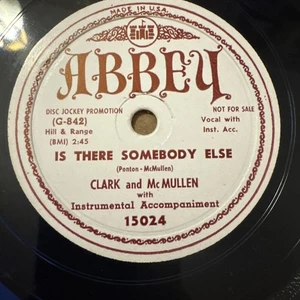 MADE IN U.S.A.
ABBEY
DISC JOCKEY PROMOTION
NOT FOR SALE
(G-842)
Vocal with
Hill & Range
Inst. Acc.
(BMI) 2:45
IS THERE SOMEBODY ELSE
(Ponton - McMullen)
CLARK and McMULLEN
with
Instrumental Accompaniment
15024